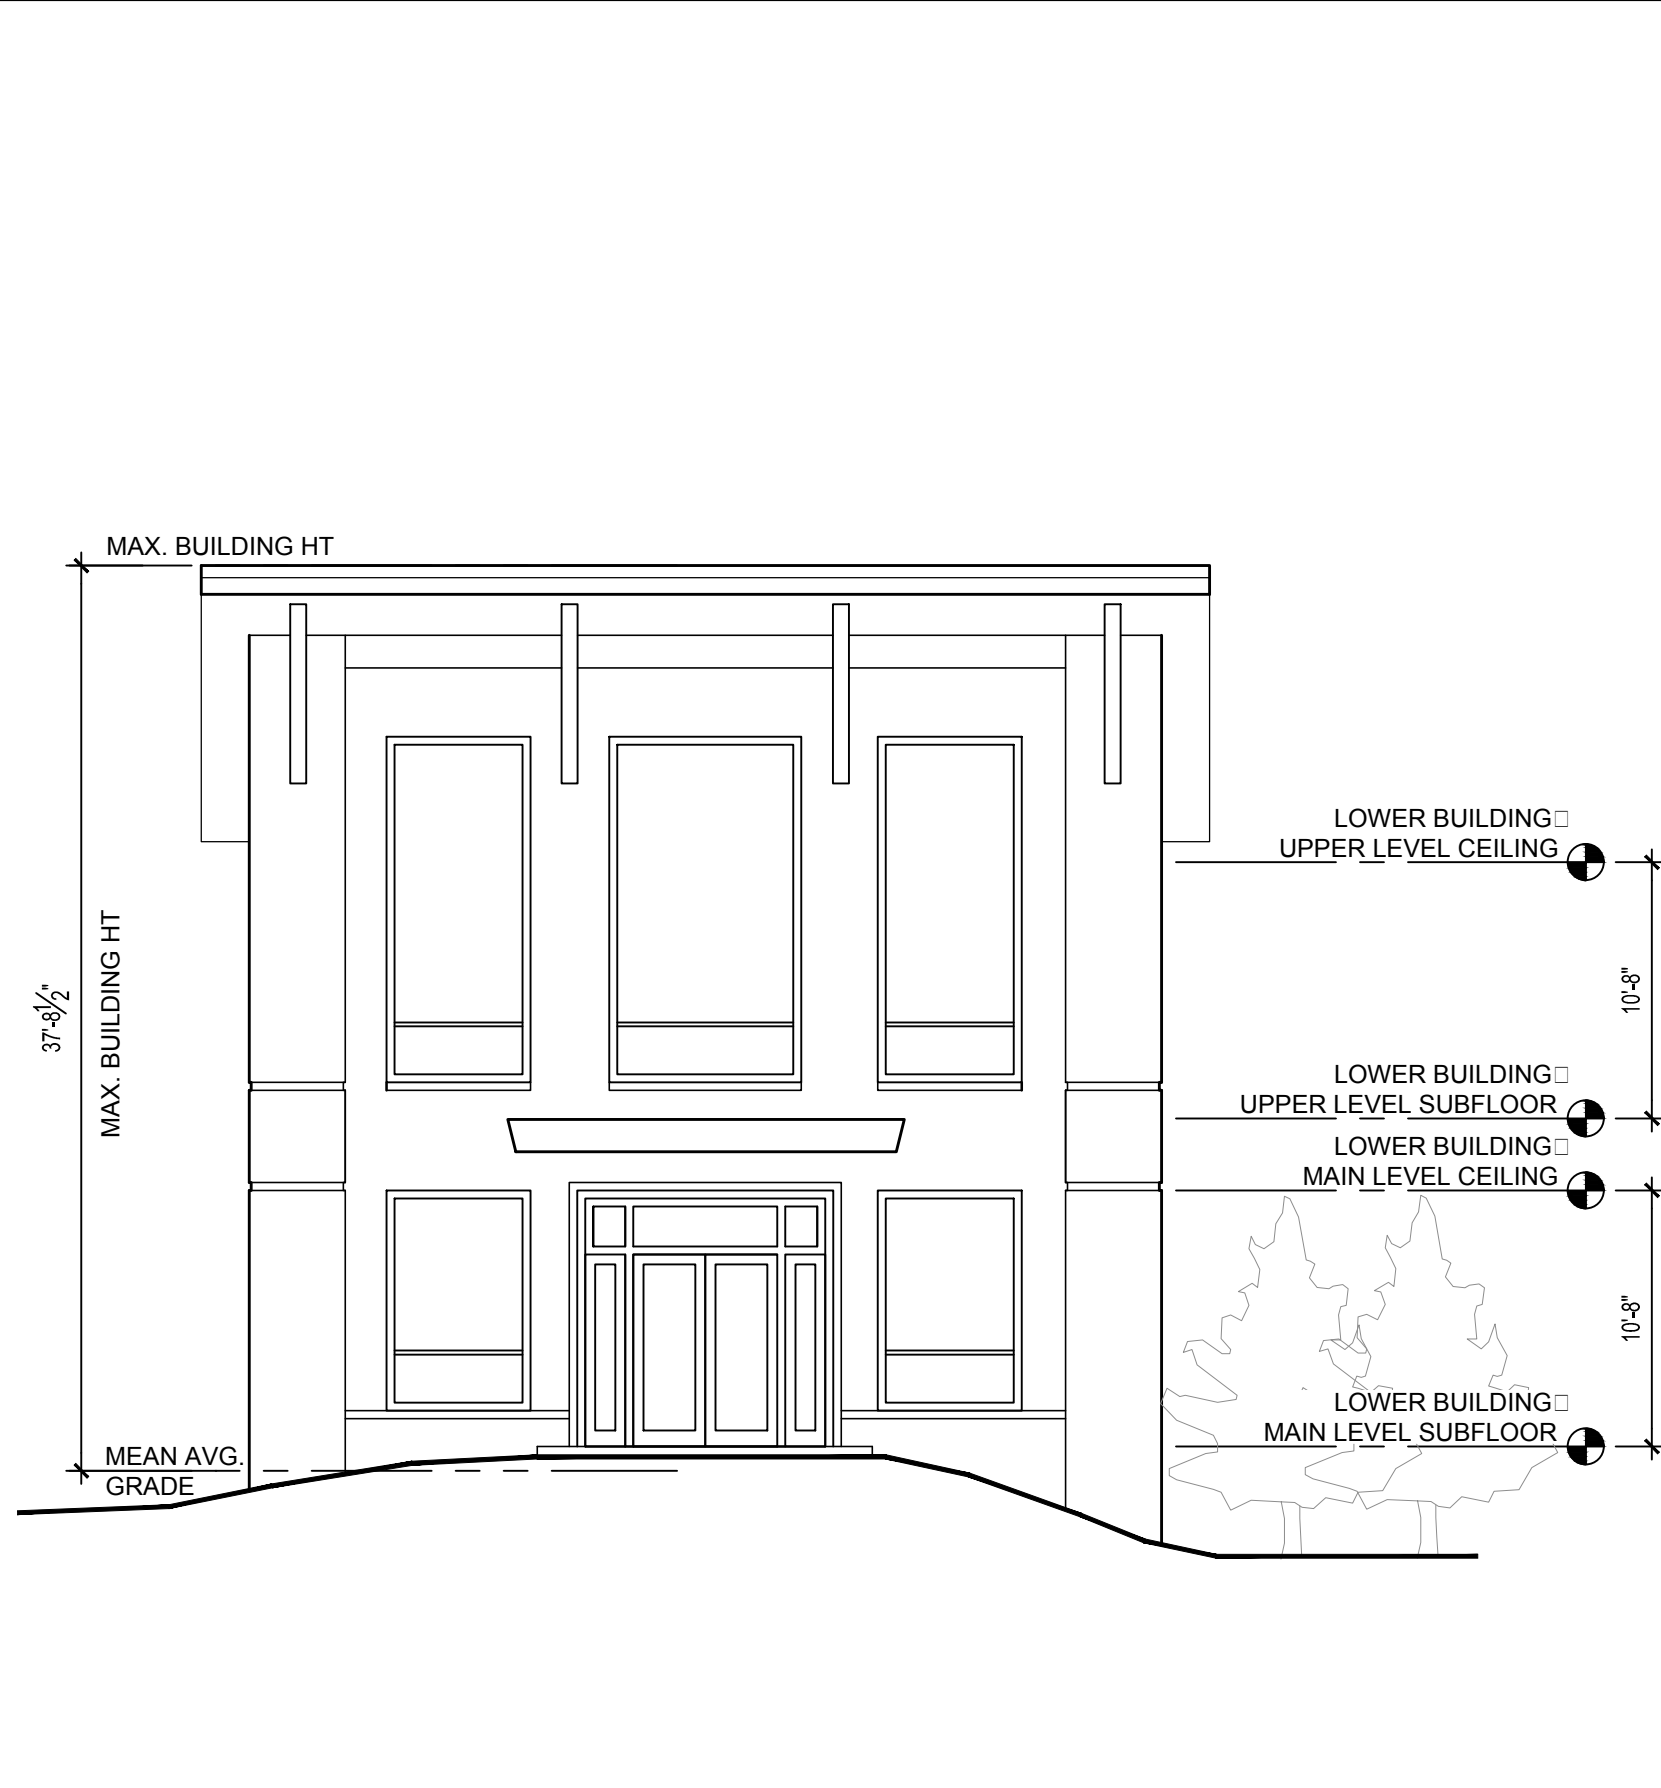 MAX. BUILDING HT
37'-8½"
MAX. BUILDING HT
LOWER BUILDING□
UPPER LEVEL CEILING
10'-8"
LOWER BUILDING□
UPPER LEVEL SUBFLOOR
LOWER BUILDING□
MAIN LEVEL CEILING
10'-8"
LOWER BUILDING□
MAIN LEVEL SUBFLOOR
MEAN AVG.
GRADE